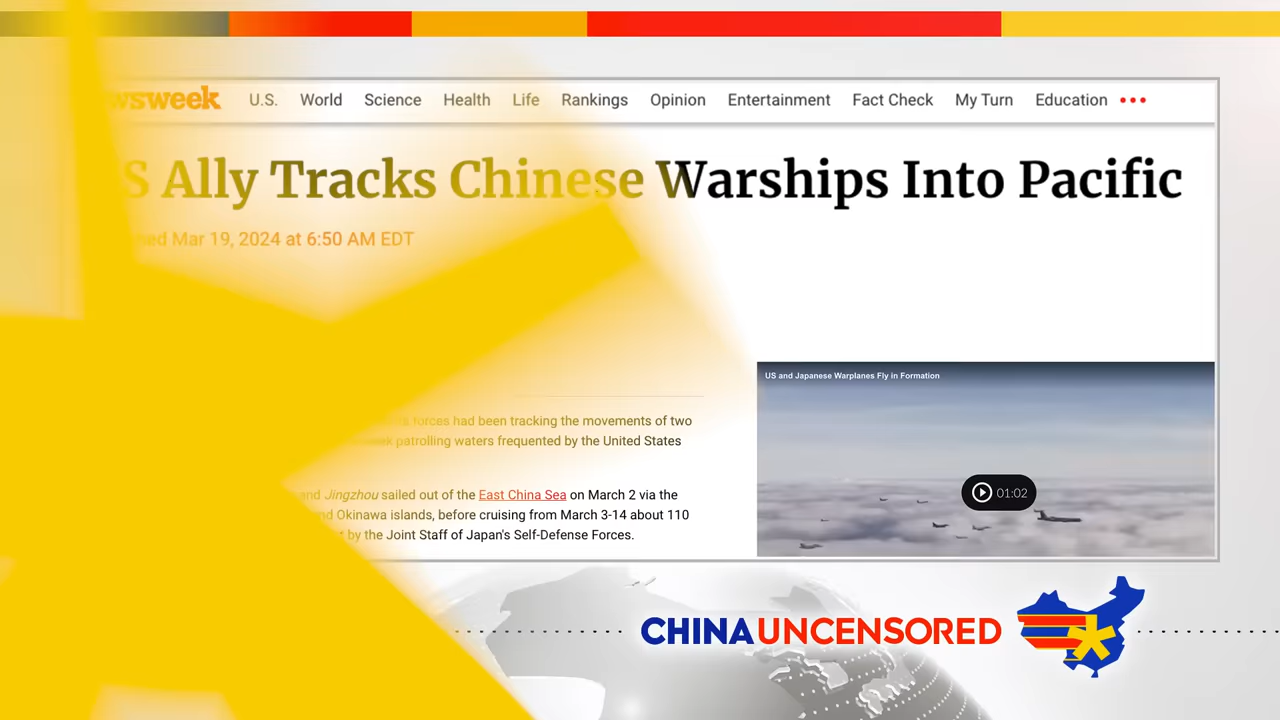 wsweek U.S. World Science Health Life Rankings Opinion Entertainment Fact Check My Turn Education
S Ally Tracks Chinese Warships Into Pacific
ed Mar 19, 2024 at 6:50 AM EDT
US and Japanese Warplanes Fly in Formation
forces had been tracking the movements of two
patrolling waters frequented by the United States
01:02
and Jingzhou sailed out of the East China Sea on March 2 via the
Okinawa islands, before cruising from March 3-14 about 110
by the Joint Staff of Japan's Self-Defense Forces.
CHINA UNCENSORED